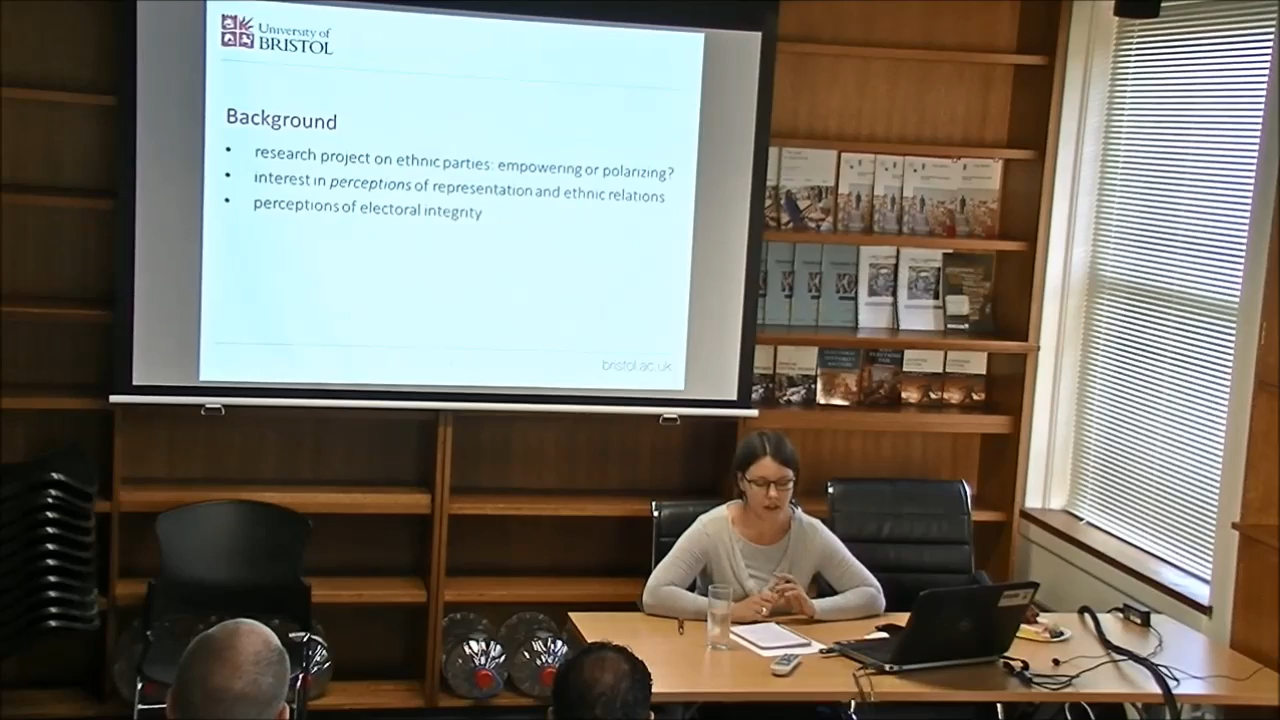 University of
BRISTOL
Background
• research project on ethnic parties: empowering or polarizing?
• interest in perceptions of representation and ethnic relations
• perceptions of electoral integrity
bristol.ac.uk